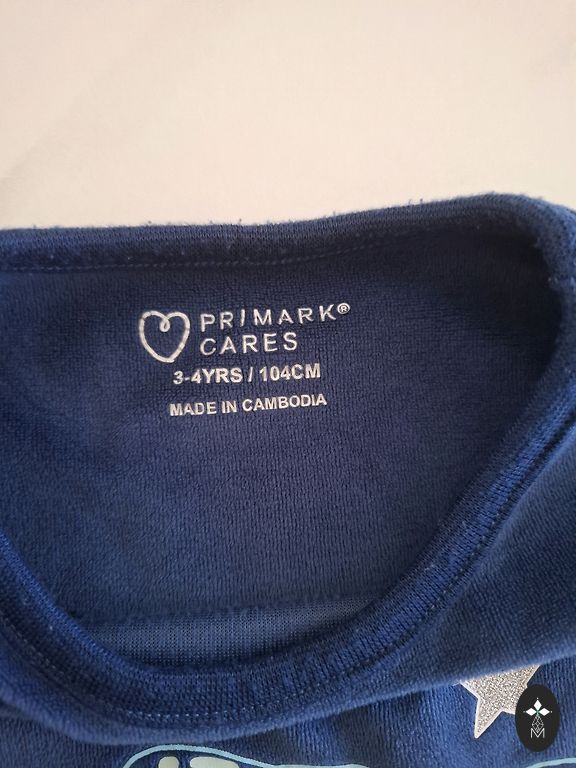 PRIMARK®
CARES
3-4YRS / 104CM
MADE IN CAMBODIA
M